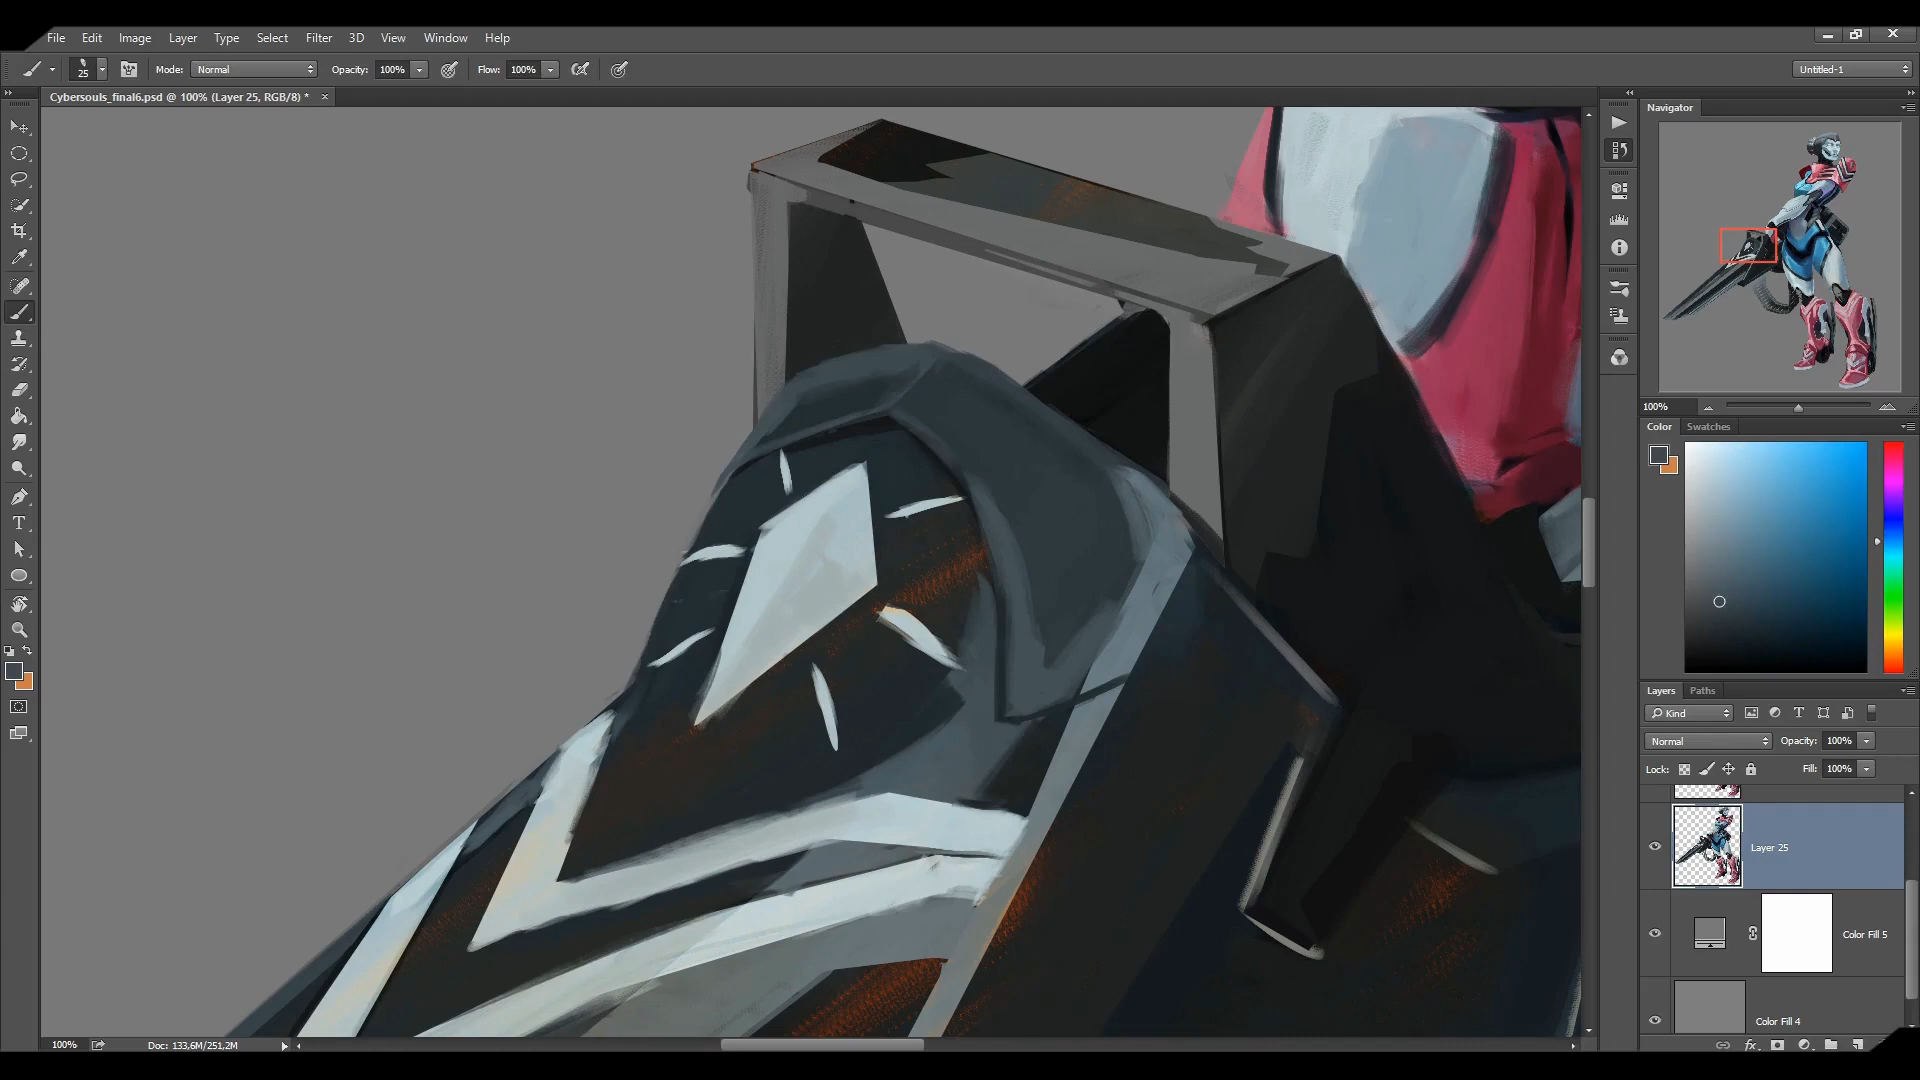 File Edit Image Layer Type Select Filter 3D View Window Help
25 Mode: Normal Opacity: 100% Flow: 100% Untitled-1
Cybersouls_final6.psd @ 100% (Layer 25, RGB/8) *
Navigator
100%
Color Swatches
Layers Paths
Kind
Normal Opacity: 100%
Lock: Fill: 100%
Layer 25
Color Fill 5
Color Fill 4
100% Doc: 133,6M/251,2M